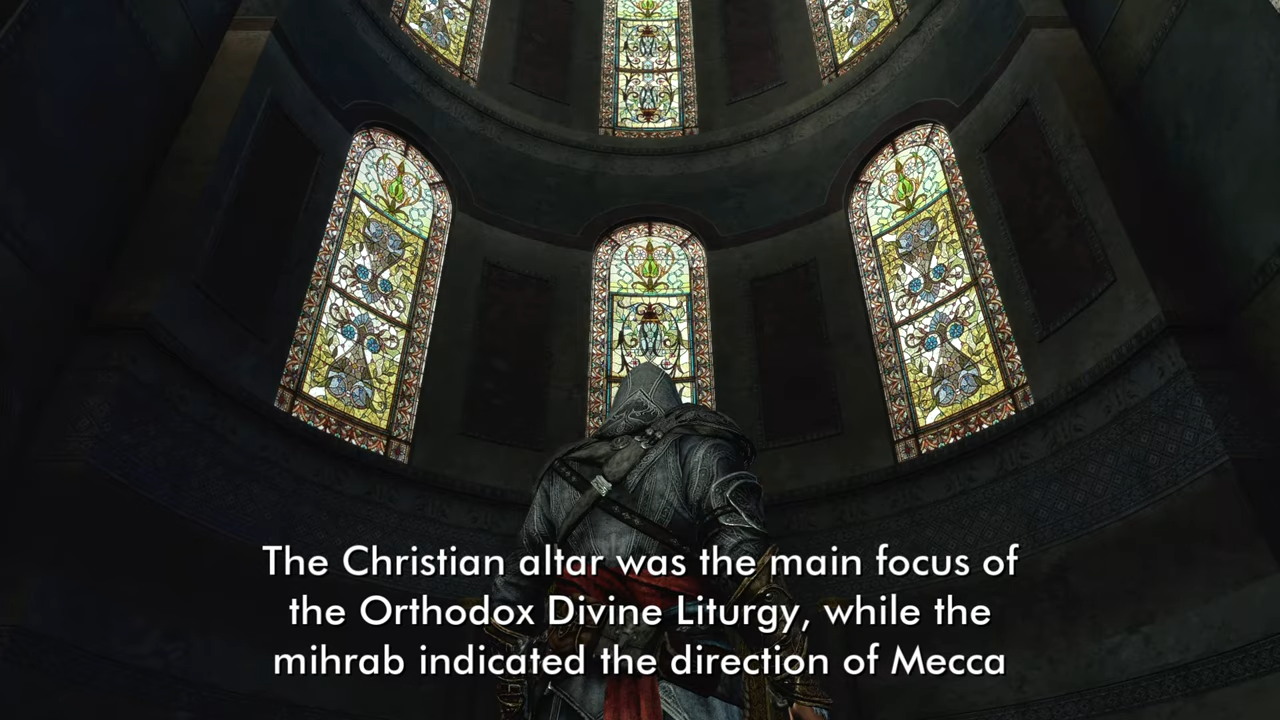 The Christian altar was the main focus of
the Orthodox Divine Liturgy, while the
mihrab indicated the direction of Mecca